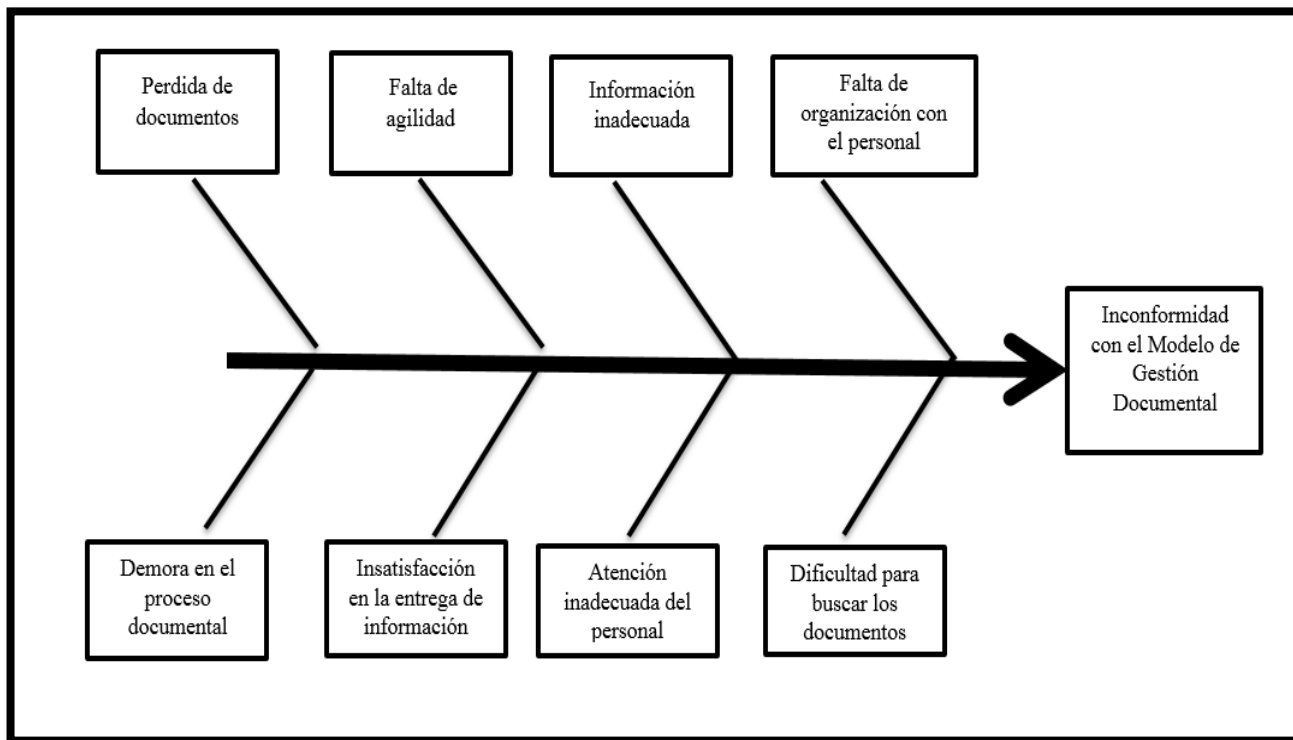 Perdida de
documentos
Falta de
agilidad
Información
inadecuada
Falta de
organización con
el personal
Inconformidad
con el Modelo de
Gestión
Documental
Demora en el
proceso
documental
Insatisfacción
en la entrega de
información
Atención
inadecuada del
personal
Dificultad para
buscar los
documentos